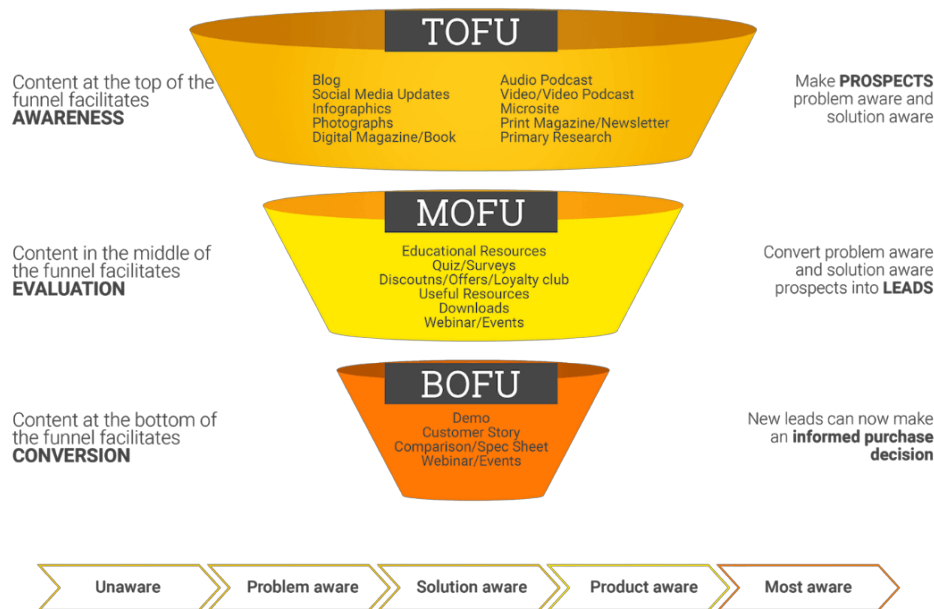 TOFU
Content at the top of the
funnel facilitates
AWARENESS
Blog
Social Media Updates
Infographics
Photographs
Digital Magazine/Book
Audio Podcast
Video/Video Podcast
Microsite
Print Magazine/Newsletter
Primary Research
Make PROSPECTS
problem aware and
solution aware
MOFU
Content in the middle of
the funnel facilitates
EVALUATION
Educational Resources
Quiz/Surveys
Discoutns/Offers/Loyalty club
Useful Resources
Downloads
Webinar/Events
Convert problem aware
and solution aware
prospects into LEADS
BOFU
Content at the bottom of
the funnel facilitates
CONVERSION
Demo
Customer Story
Comparison/Spec Sheet
Webinar/Events
New leads can now make
an informed purchase
decision
Unaware
Problem aware
Solution aware
Product aware
Most aware